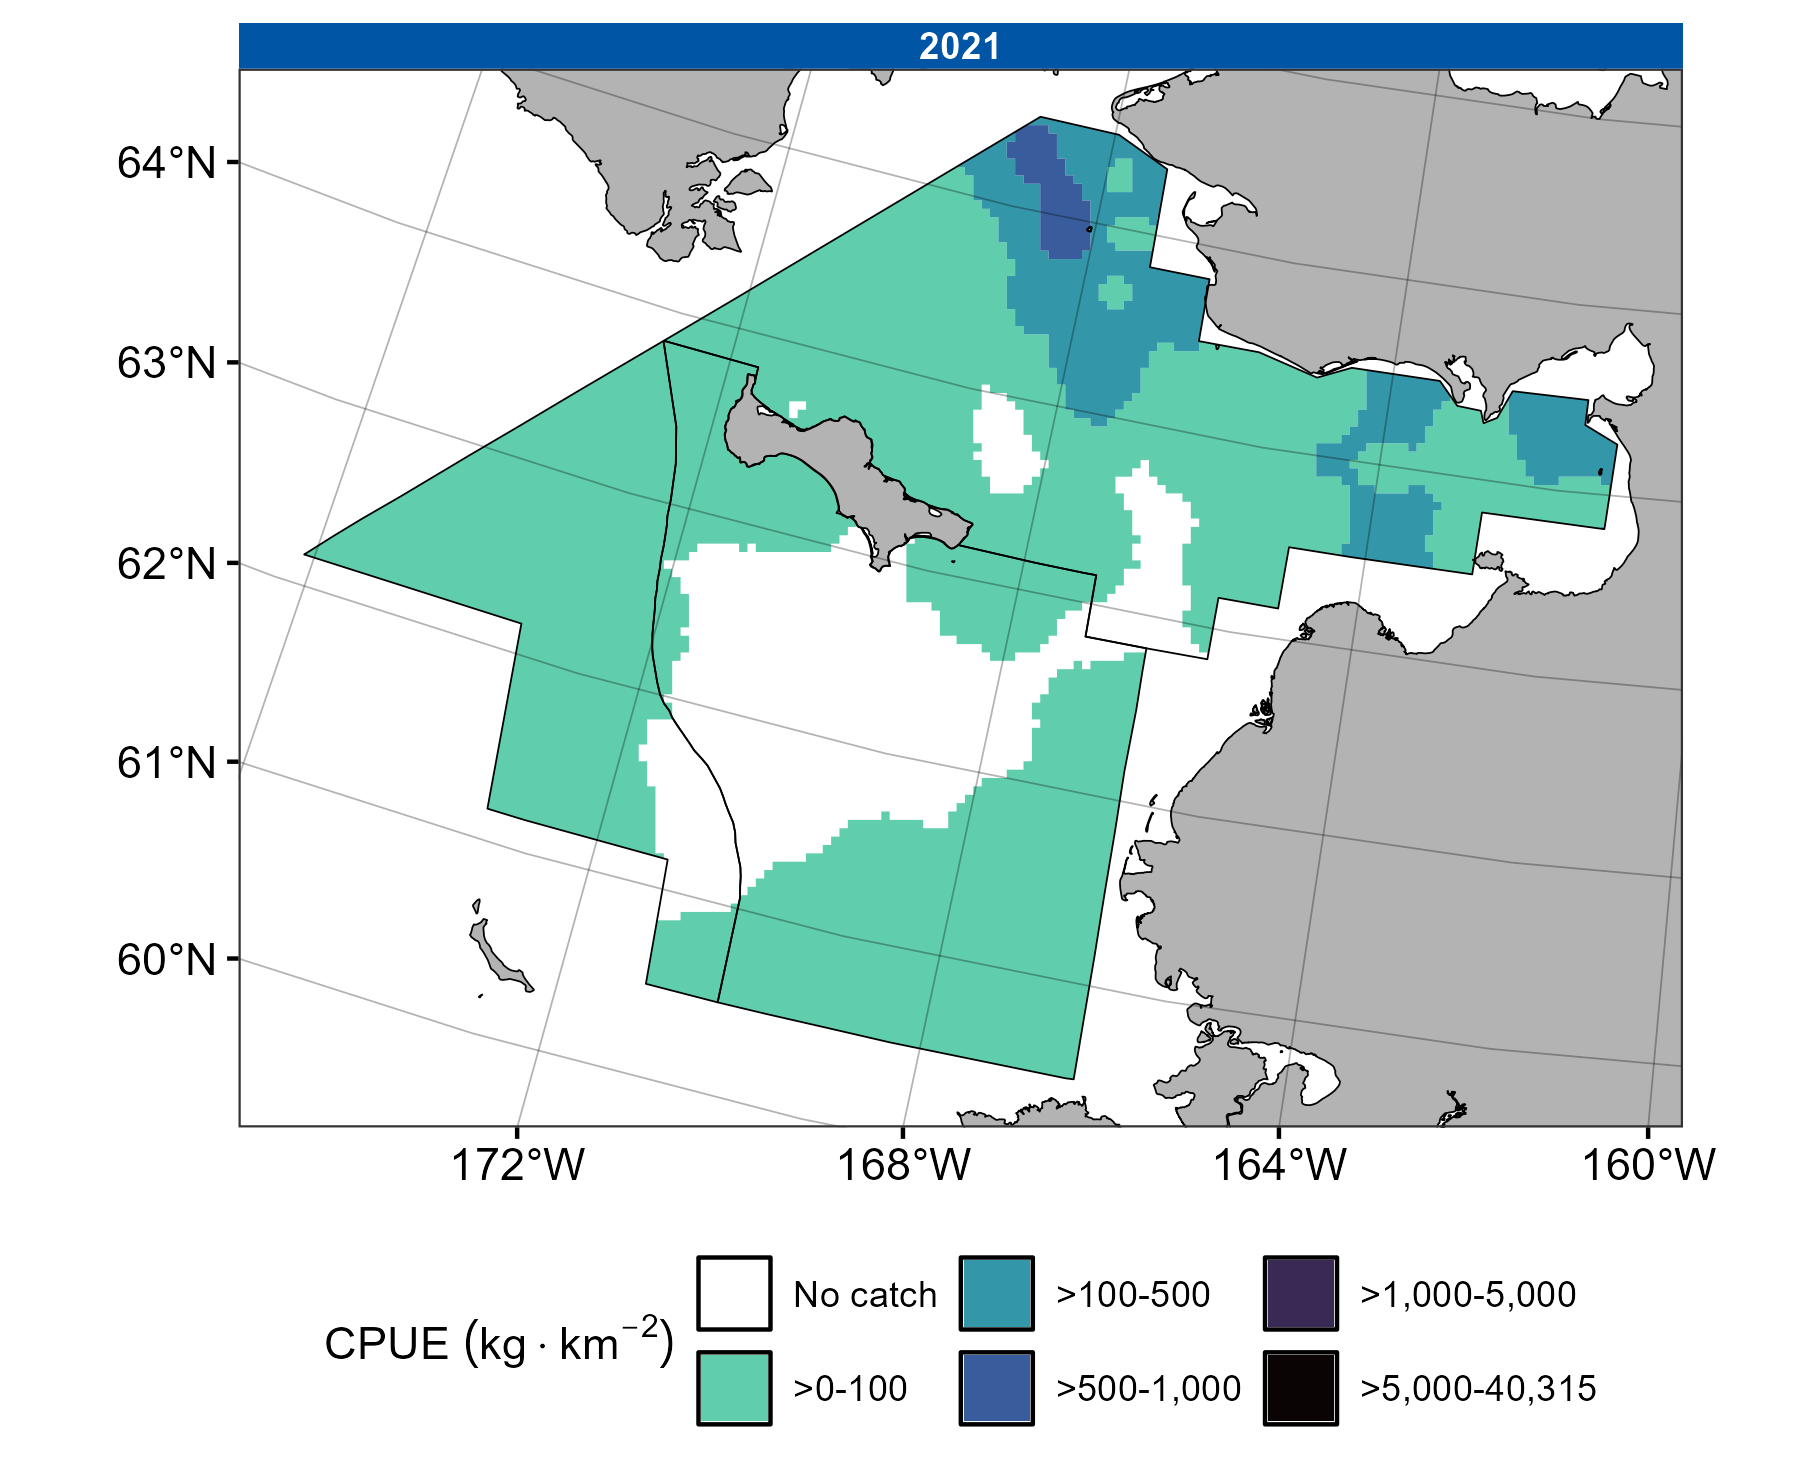 2021
64°N
63°N
62°N
61°N
60°N
172°W 168°W 164°W 160°W
CPUE (kg · km⁻²)
No catch >100-500 >1,000-5,000
>0-100 >500-1,000 >5,000-40,315